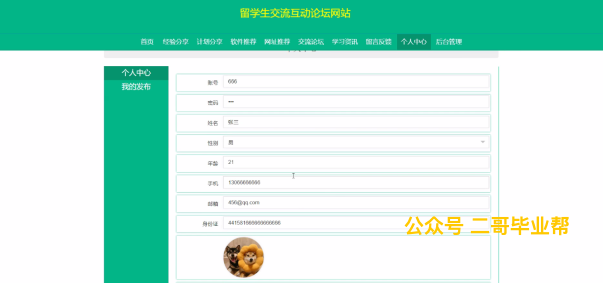 留学生交流互动论坛网站
首页 经验分享 计划分享 软件推荐 网址推荐 交流论坛 学习资讯 留言反馈 个人中心 后台管理
个人中心
我的发布
账号 666
密码 •••
姓名 张三
性别 男
年龄 21
手机 13066666666
邮箱 456@qq.com
身份证
公众号 二哥毕业帮